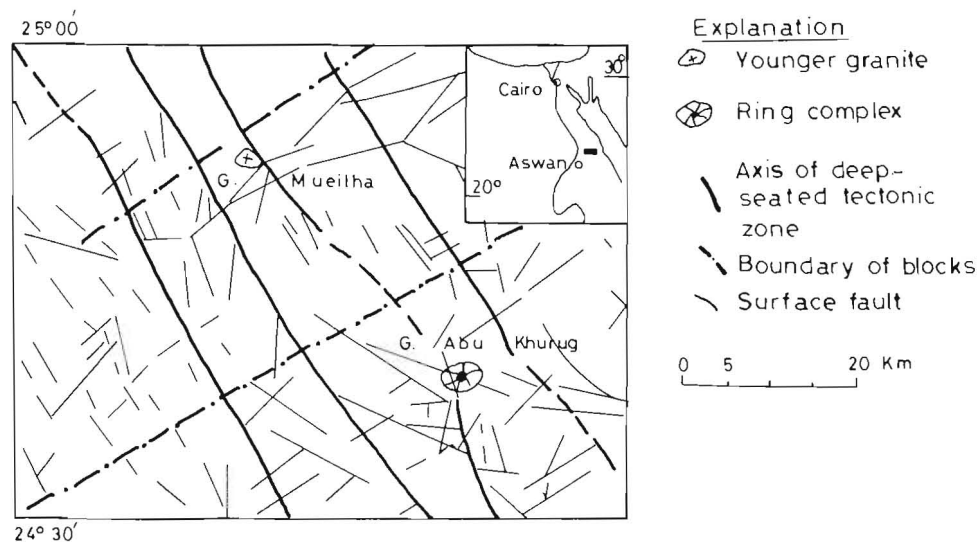 25° 00′
24° 30′
G. Mueilha
G. Abu Khurug
30°
Cairo
Aswan
20°
Explanation
Younger granite
Ring complex
Axis of deep-
seated tectonic
zone
Boundary of blocks
Surface fault
0 5 20 Km